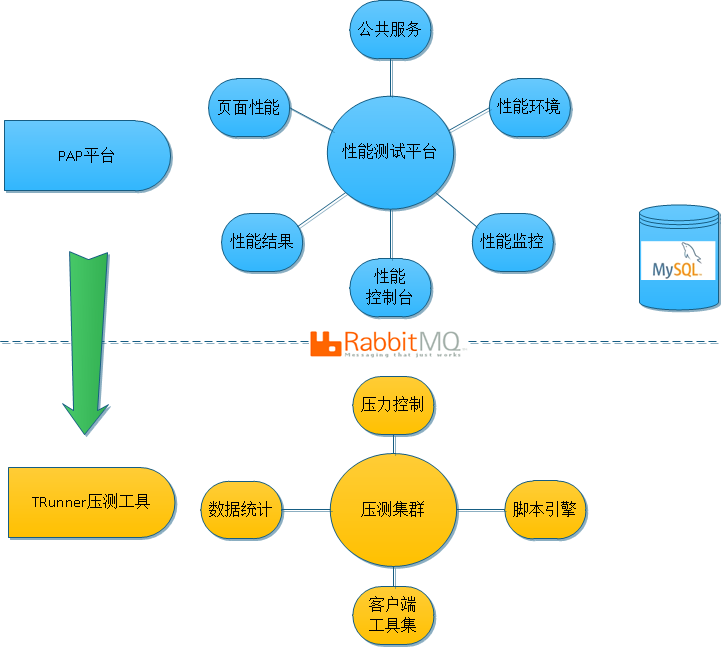 公共服务
页面性能
性能环境
PAP平台
性能测试平台
性能结果
性能监控
MySQL
性能
控制台
RabbitMQ
Messaging that just works
压力控制
TRunner压测工具
数据统计
压测集群
脚本引擎
客户端
工具集